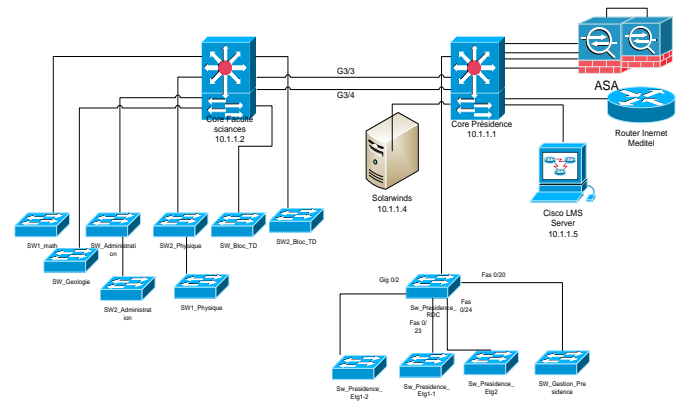 G3/3
G3/4
ASA
Core Faculté
sciances
10.1.1.2
Core Présidence
10.1.1.1
Router Inernet
Meditel
Solarwinds
10.1.1.4
Cisco LMS
Server
10.1.1.5
SW1_math
SW_Administrati
on
SW2_Physique
SW_Bloc_TD
SW2_Bloc_TD
SW_Geologie
SW2_Administrat
ion
SW1_Physique
Gig 0/2
Fas 0/20
Sw_Presidence_
RDC
Fas
0/24
Fas 0/
23
Sw_Presidence_
Etg1-2
Sw_Presidence_
Etg1-1
Sw_Presidence_
Etg2
SW_Gestion_Pre
sidence